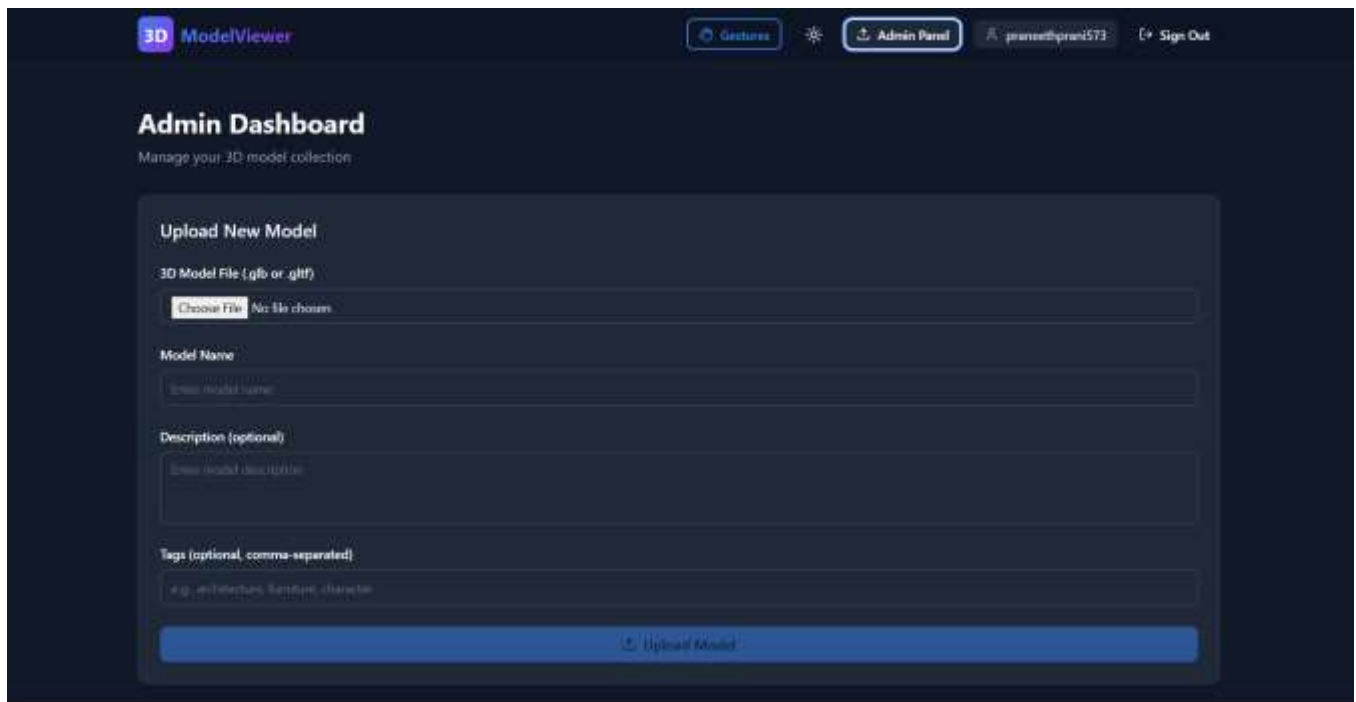 3D ModelViewer
Gestures
Admin Panel
praneethprani573
Sign Out
Admin Dashboard
Manage your 3D model collection
Upload New Model
3D Model File (.glb or .gltf)
Choose File No file chosen
Model Name
Enter model name
Description (optional)
Enter model description
Tags (optional, comma-separated)
e.g., architecture, furniture, character
Upload Model